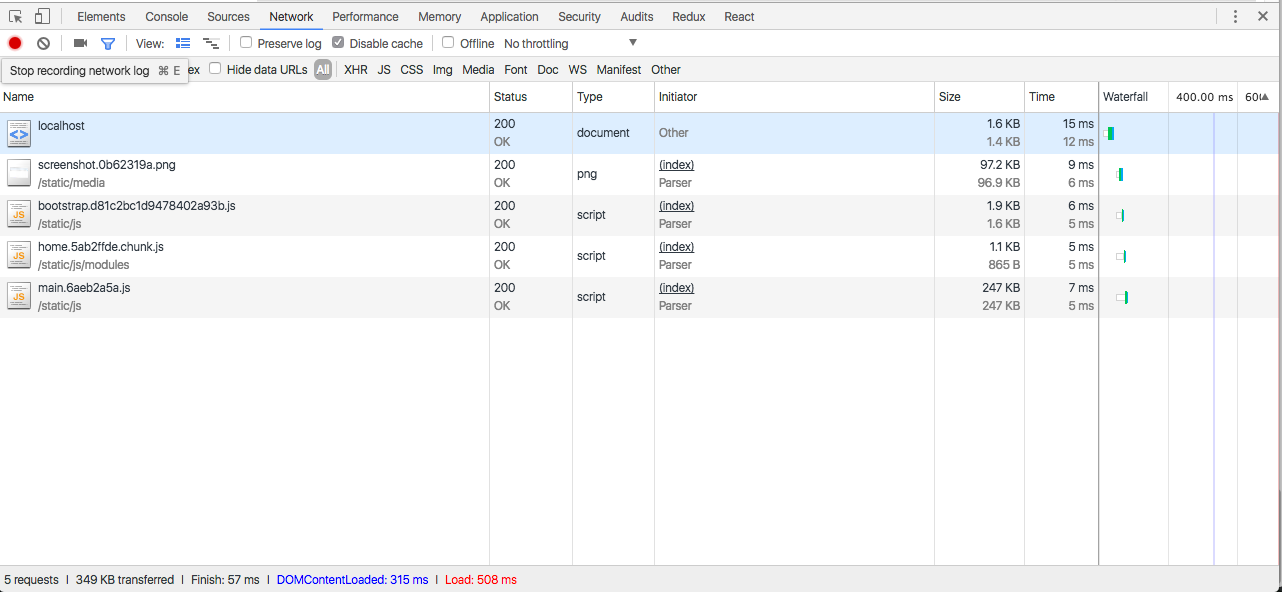 Elements Console Sources Network Performance Memory Application Security Audits Redux React
View: Preserve log Disable cache Offline No throttling
Stop recording network log ⌘ E ex Hide data URLs All XHR JS CSS Img Media Font Doc WS Manifest Other
Name Status Type Initiator Size Time Waterfall 400.00 ms 60
localhost 200 document Other 1.6 KB 15 ms
OK 1.4 KB 12 ms
screenshot.0b62319a.png 200 png (index) 97.2 KB 9 ms
/static/media OK Parser 96.9 KB 6 ms
bootstrap.d81c2bc1d9478402a93b.js 200 script (index) 1.9 KB 6 ms
/static/js OK Parser 1.6 KB 5 ms
home.5ab2ffde.chunk.js 200 script (index) 1.1 KB 5 ms
/static/js/modules OK Parser 865 B 5 ms
main.6aeb2a5a.js 200 script (index) 247 KB 7 ms
/static/js OK Parser 247 KB 5 ms
5 requests | 349 KB transferred | Finish: 57 ms | DOMContentLoaded: 315 ms | Load: 508 ms